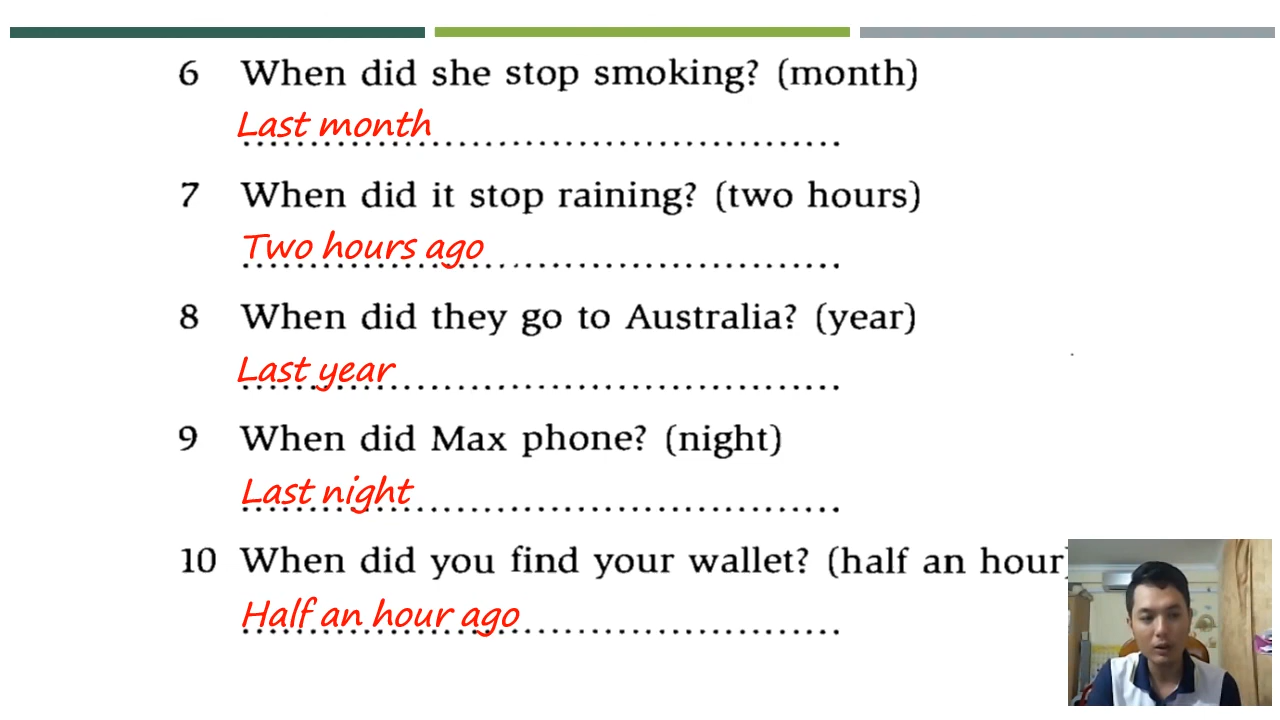 6 When did she stop smoking? (month)
Last month
7 When did it stop raining? (two hours)
Two hours ago
8 When did they go to Australia? (year)
Last year
9 When did Max phone? (night)
Last night
10 When did you find your wallet? (half an hour)
Half an hour ago